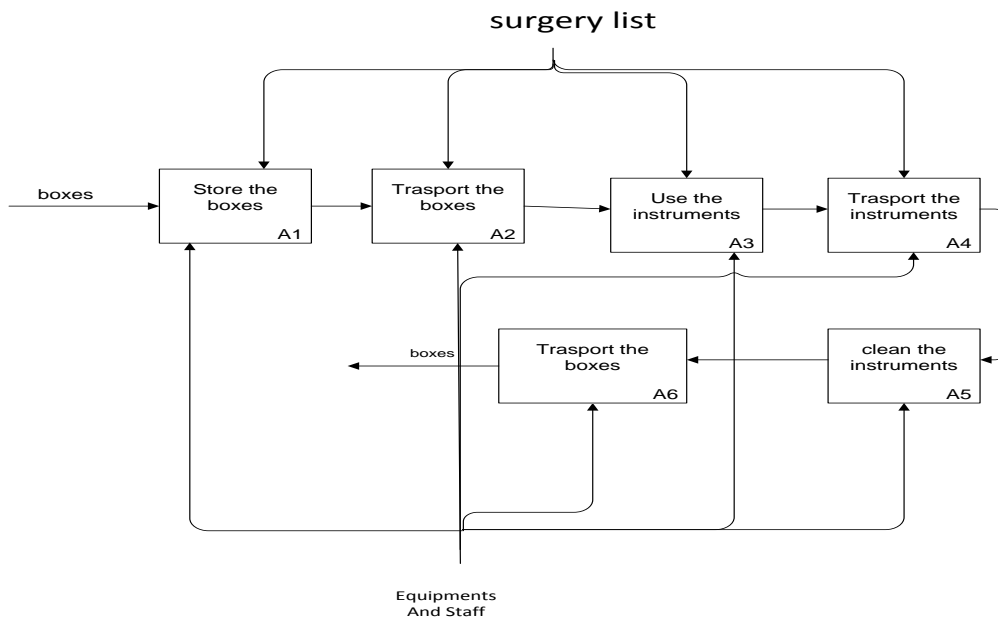 surgery list
boxes
Store the
boxes
A1
Trasport the
boxes
A2
Use the
instruments
A3
Trasport the
instruments
A4
boxes
Trasport the
boxes
A6
clean the
instruments
A5
Equipments
And Staff